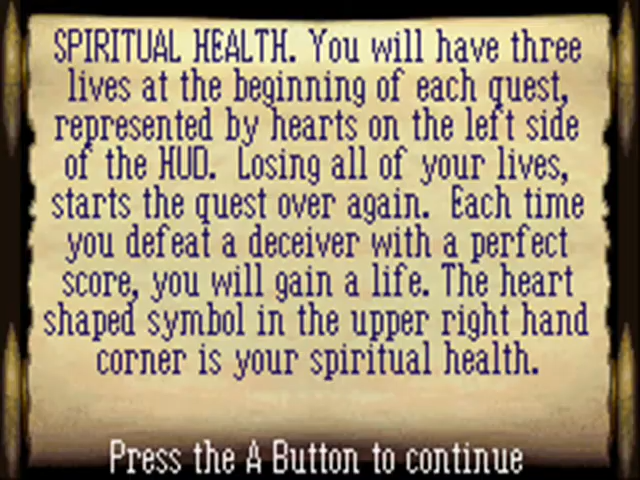 SPIRITUAL HEALTH. You will have three
lives at the beginning of each quest,
represented by hearts on the left side
of the HUD. Losing all of your lives,
starts the quest over again. Each time
you defeat a deceiver with a perfect
score, you will gain a life. The heart
shaped symbol in the upper right hand
corner is your spiritual health.
Press the A Button to continue